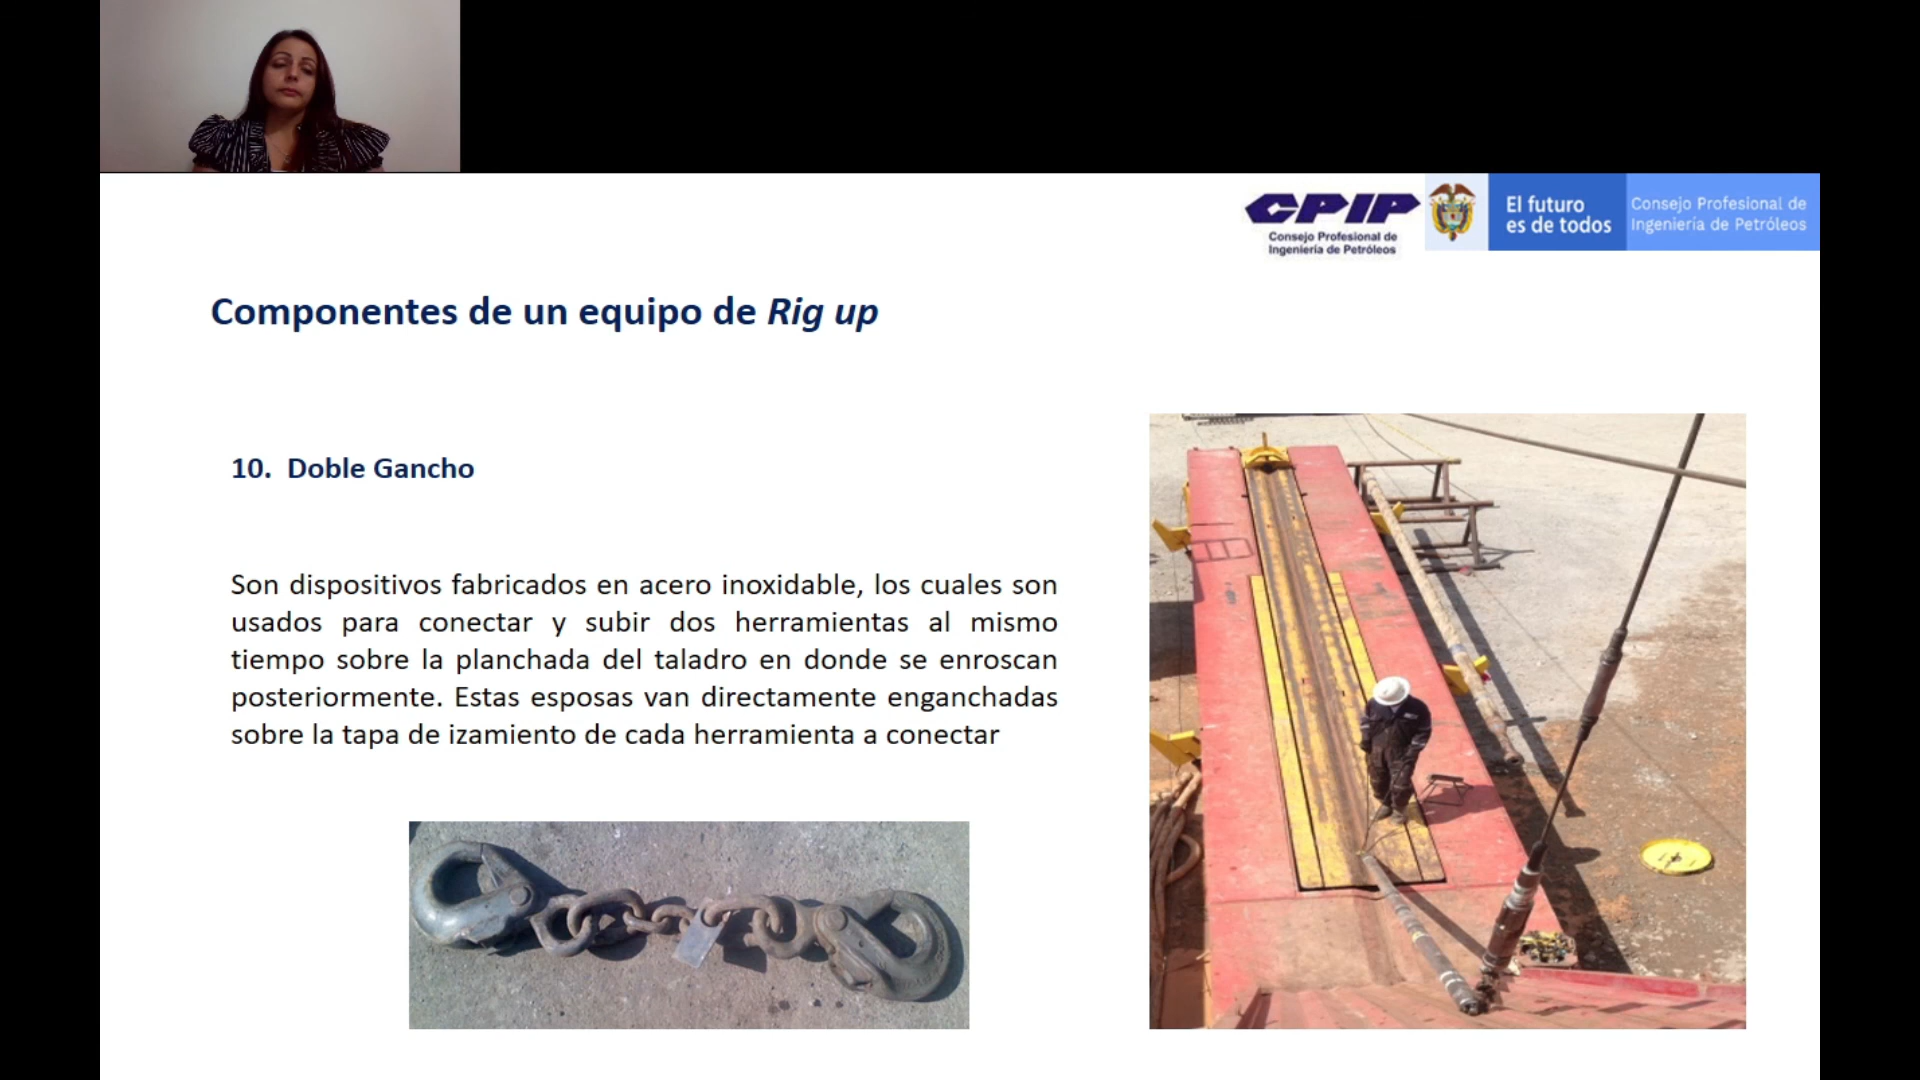 CPIP
Consejo Profesional de
Ingeniería de Petróleos
El futuro
es de todos
Consejo Profesional de
Ingeniería de Petróleos
Componentes de un equipo de Rig up
10. Doble Gancho
Son dispositivos fabricados en acero inoxidable, los cuales son
usados para conectar y subir dos herramientas al mismo
tiempo sobre la planchada del taladro en donde se enroscan
posteriormente. Estas esposas van directamente enganchadas
sobre la tapa de izamiento de cada herramienta a conectar